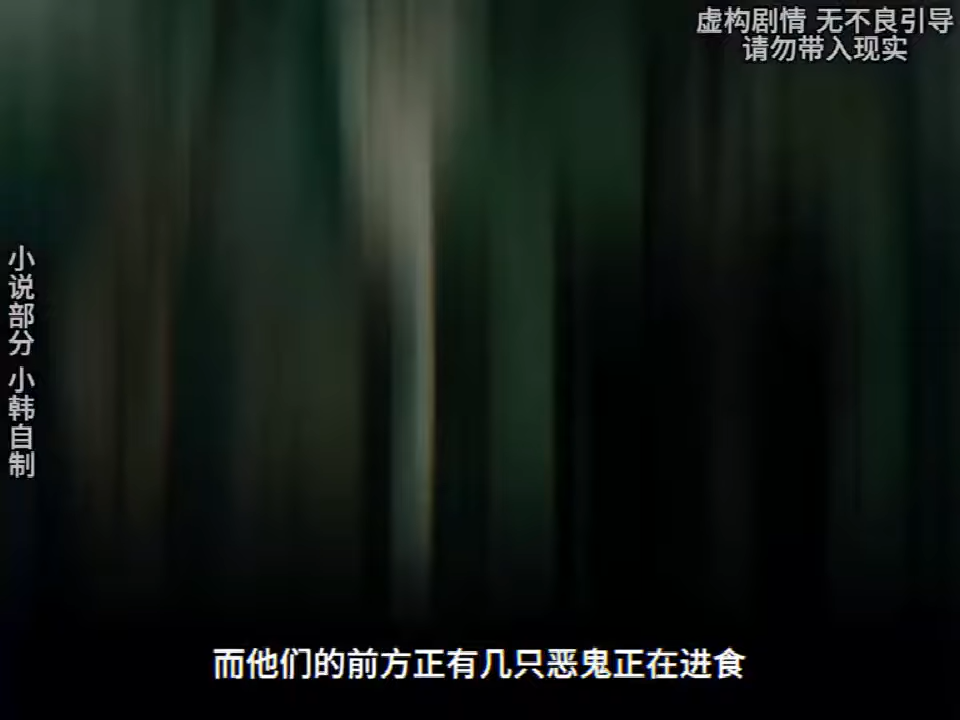 虚构剧情 无不良引导
请勿带入现实
小说部分 小韩自制
而他们的前方正有几只恶鬼正在进食